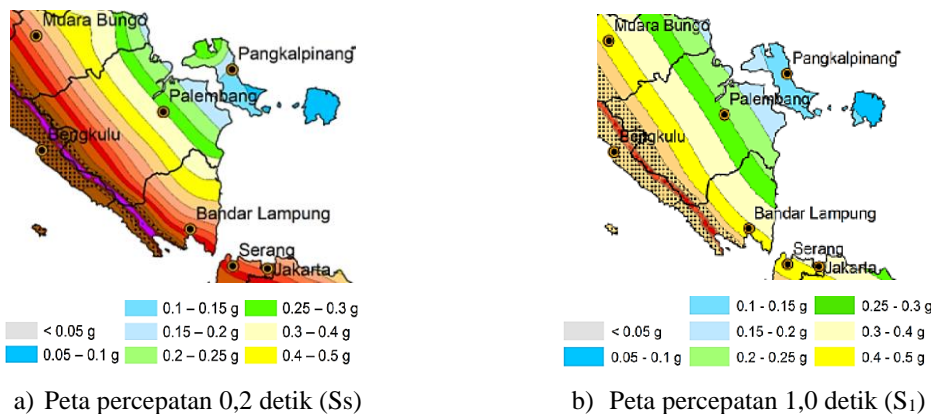 Muara Bungo
Pangkalpinang
Palembang
Bengkulu
Bandar Lampung
Serang
Jakarta
< 0.05 g
0.05 – 0.1 g
0.1 – 0.15 g
0.15 – 0.2 g
0.2 – 0.25 g
0.25 – 0.3 g
0.3 – 0.4 g
0.4 – 0.5 g
a) Peta percepatan 0,2 detik (Ss)
Muara Bungo
Pangkalpinang
Palembang
Bengkulu
Bandar Lampung
Serang
Jakarta
< 0.05 g
0.05 - 0.1 g
0.1 - 0.15 g
0.15 - 0.2 g
0.2 - 0.25 g
0.25 - 0.3 g
0.3 - 0.4 g
0.4 - 0.5 g
b) Peta percepatan 1,0 detik (S₁)